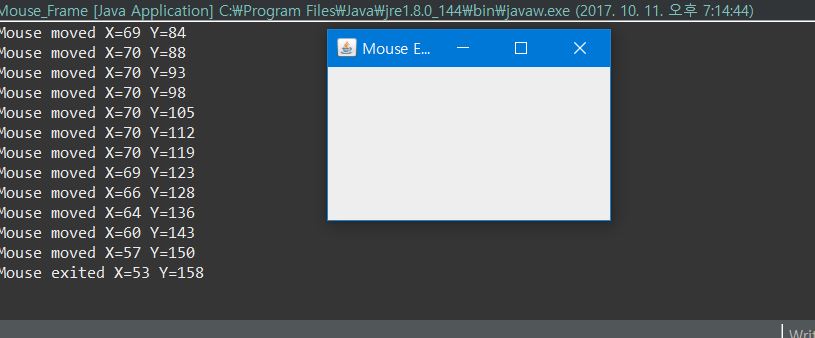 Mouse_Frame [Java Application] C:₩Program Files₩Java₩jre1.8.0_144₩bin₩javaw.exe (2017. 10. 11. 오후 7:14:44)
Mouse moved X=69 Y=84
Mouse moved X=70 Y=88
Mouse moved X=70 Y=93
Mouse moved X=70 Y=98
Mouse moved X=70 Y=105
Mouse moved X=70 Y=112
Mouse moved X=70 Y=119
Mouse moved X=69 Y=123
Mouse moved X=66 Y=128
Mouse moved X=64 Y=136
Mouse moved X=60 Y=143
Mouse moved X=57 Y=150
Mouse exited X=53 Y=158
Mouse E...
Writ